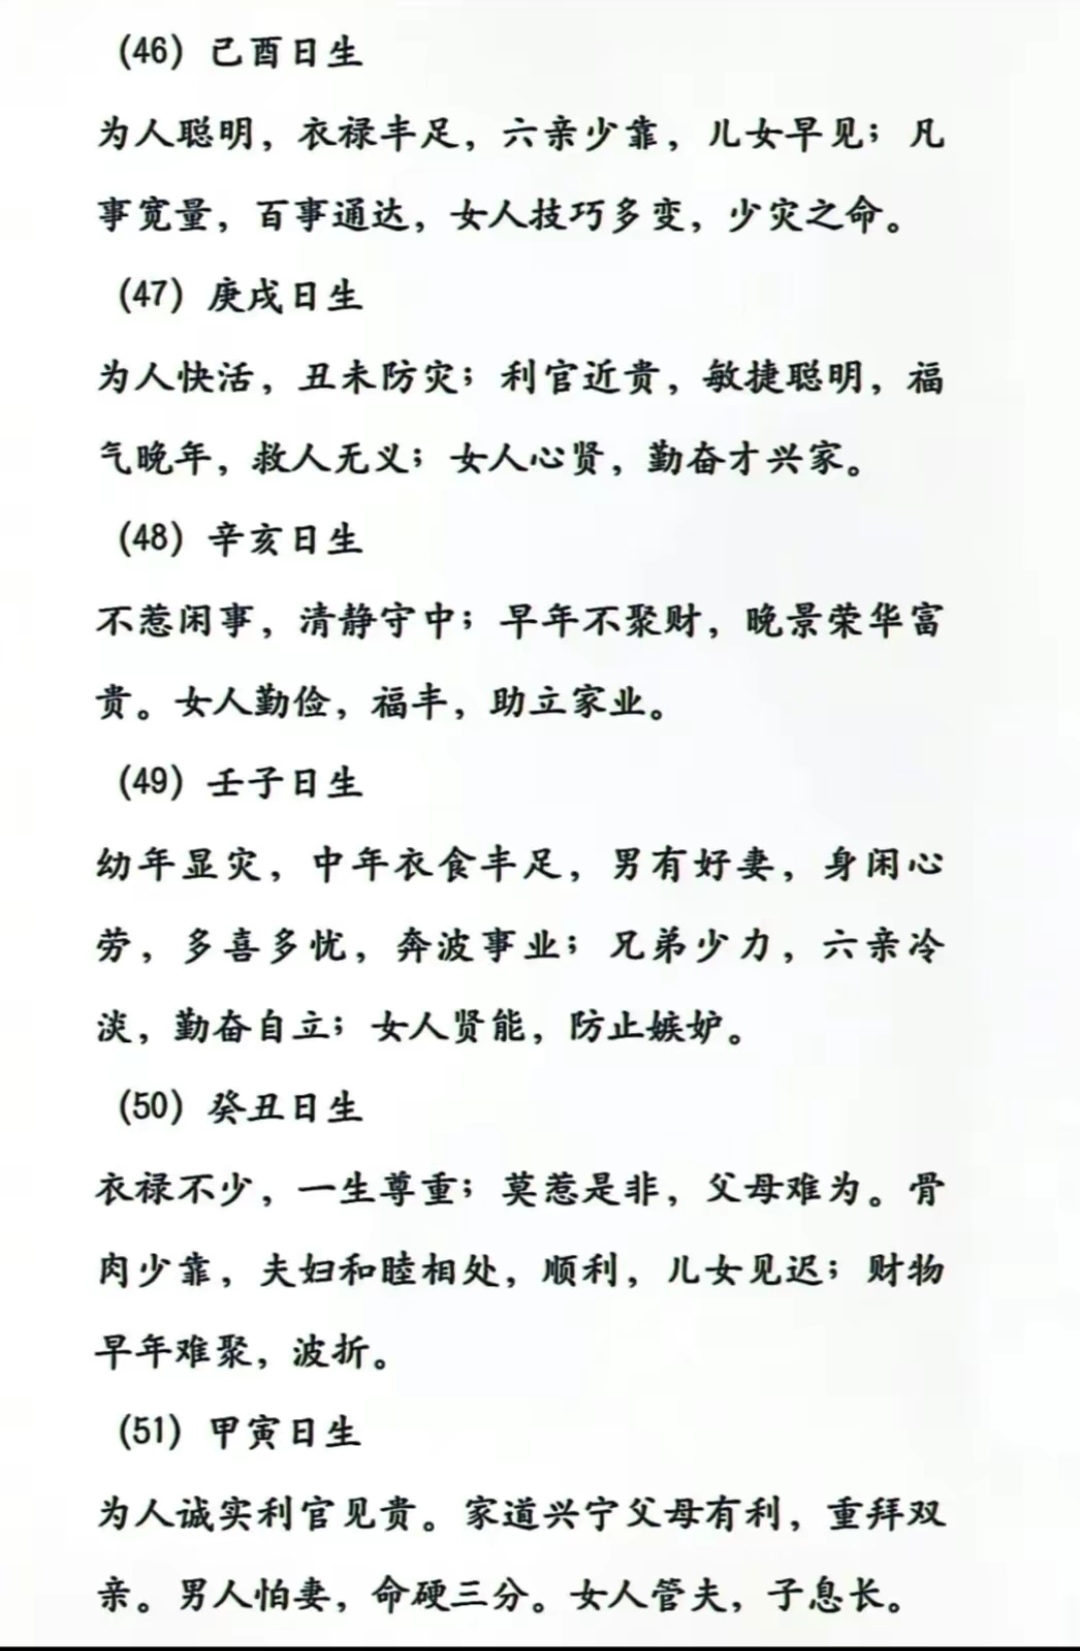 （46）己酉日生
为人聪明，衣禄丰足，六亲少靠，儿女早见；凡
事宽量，百事通达，女人技巧多变，少灾之命。
（47）庚戌日生
为人快活，丑未防灾；利官近贵，敏捷聪明，福
气晚年，救人无义；女人心贤，勤奋才兴家。
（48）辛亥日生
不惹闲事，清静守中；早年不聚财，晚景荣华富
贵。女人勤俭，福丰，助立家业。
（49）壬子日生
幼年显灾，中年衣食丰足，男有好妻，身闲心
劳，多喜多忧，奔波事业；兄弟少力，六亲冷
淡，勤奋自立；女人贤能，防止嫉妒。
（50）癸丑日生
衣禄不少，一生尊重；莫惹是非，父母难为。骨
肉少靠，夫妇和睦相处，顺利，儿女见迟；财物
早年难聚，波折。
（51）甲寅日生
为人诚实利官见贵。家道兴宁父母有利，重拜双
亲。男人怕妻，命硬三分。女人管夫，子息长。